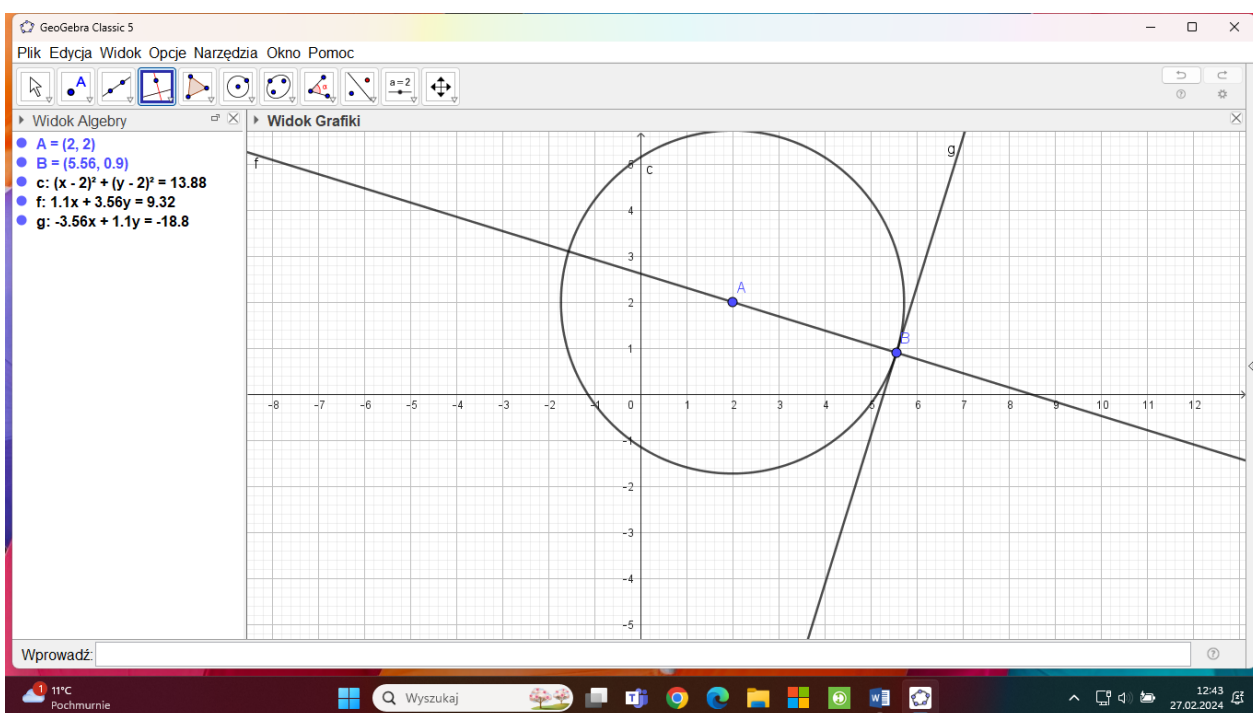 GeoGebra Classic 5
Plik Edycja Widok Opcje Narzędzia Okno Pomoc
A
a=2
Widok Algebry
Widok Grafiki
A = (2, 2)
B = (5.56, 0.9)
c: (x - 2)² + (y - 2)² = 13.88
f: 1.1x + 3.56y = 9.32
g: -3.56x + 1.1y = -18.8
f
c
g
A
B
5
4
3
2
1
-8 -7 -6 -5 -4 -3 -2 -1 0 1 2 3 4 5 6 7 8 9 10 11 12
-1
-2
-3
-4
-5
Wprowadź:
1
11°C
Pochmurnie
Wyszukaj
12:43
27.02.2024